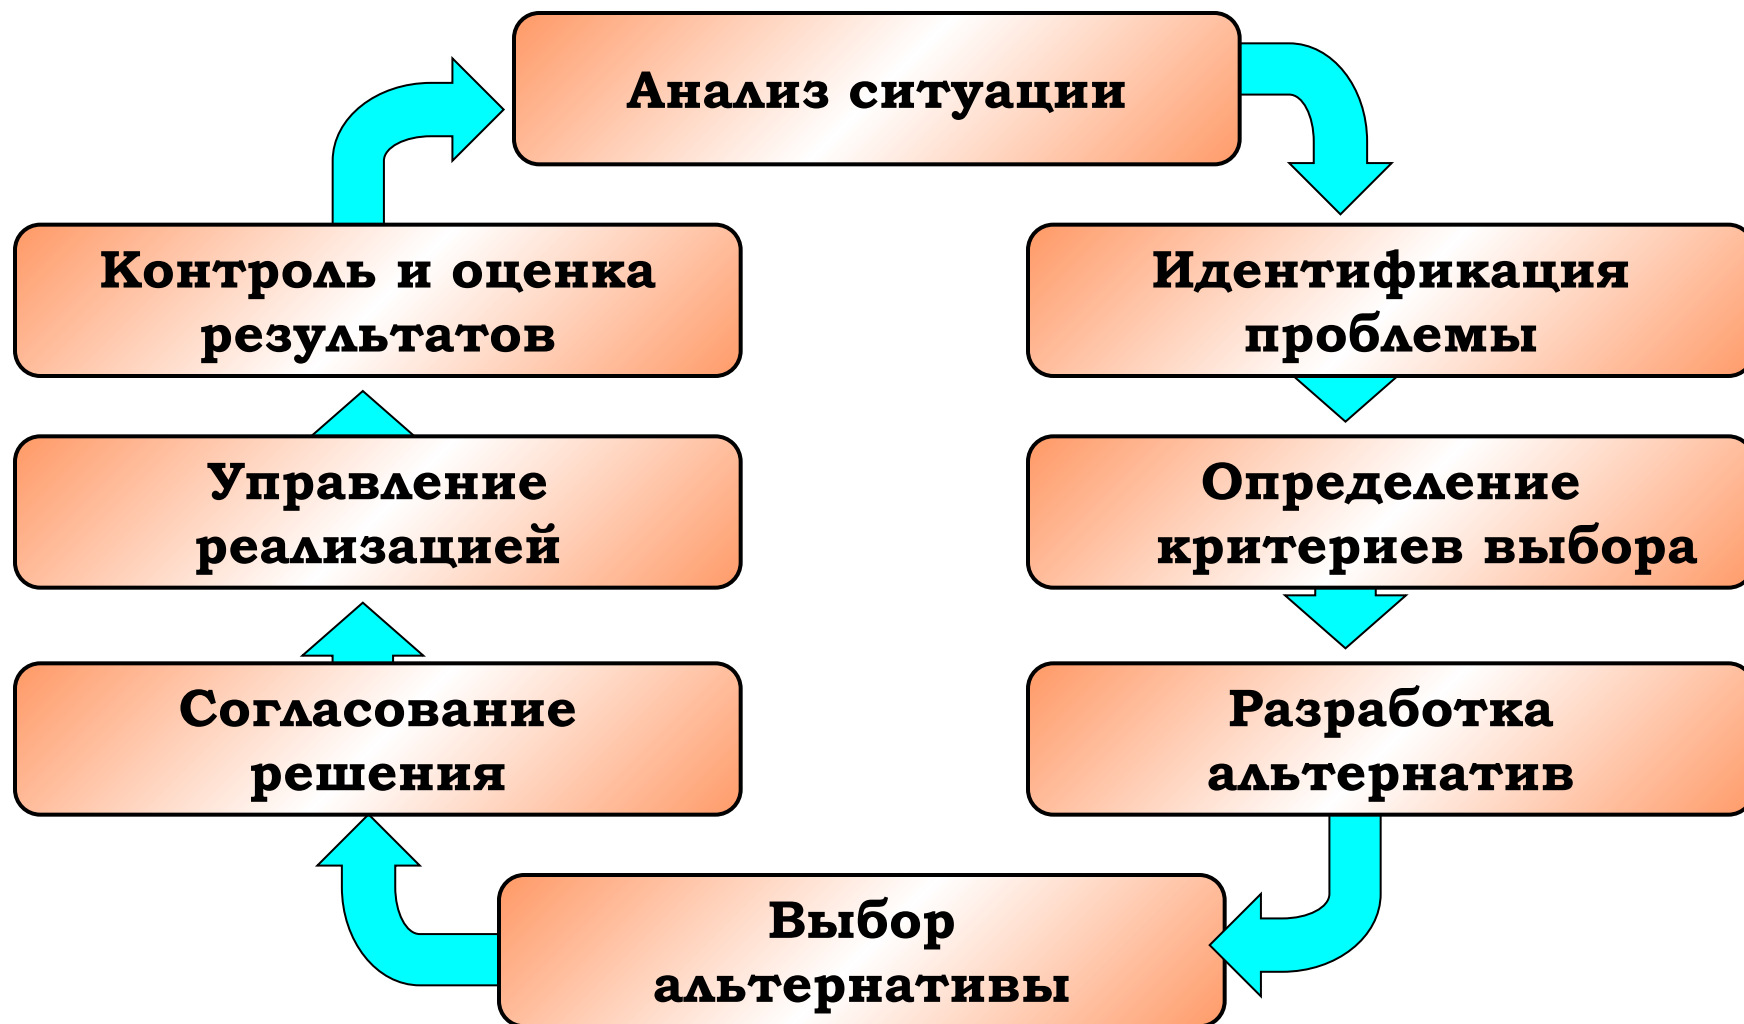 Анализ ситуации
Идентификация
проблемы
Определение
критериев выбора
Разработка
альтернатив
Выбор
альтернативы
Согласование
решения
Управление
реализацией
Контроль и оценка
результатов